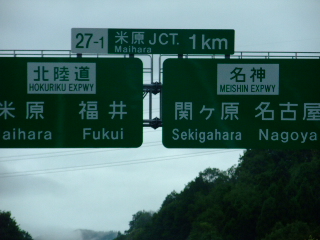 27-1 米原 JCT. 1km
Maihara
北陸道
HOKURIKU EXPWY
米原 福井
Maihara Fukui
名神
MEISHIN EXPWY
関ヶ原 名古屋
Sekigahara Nagoya